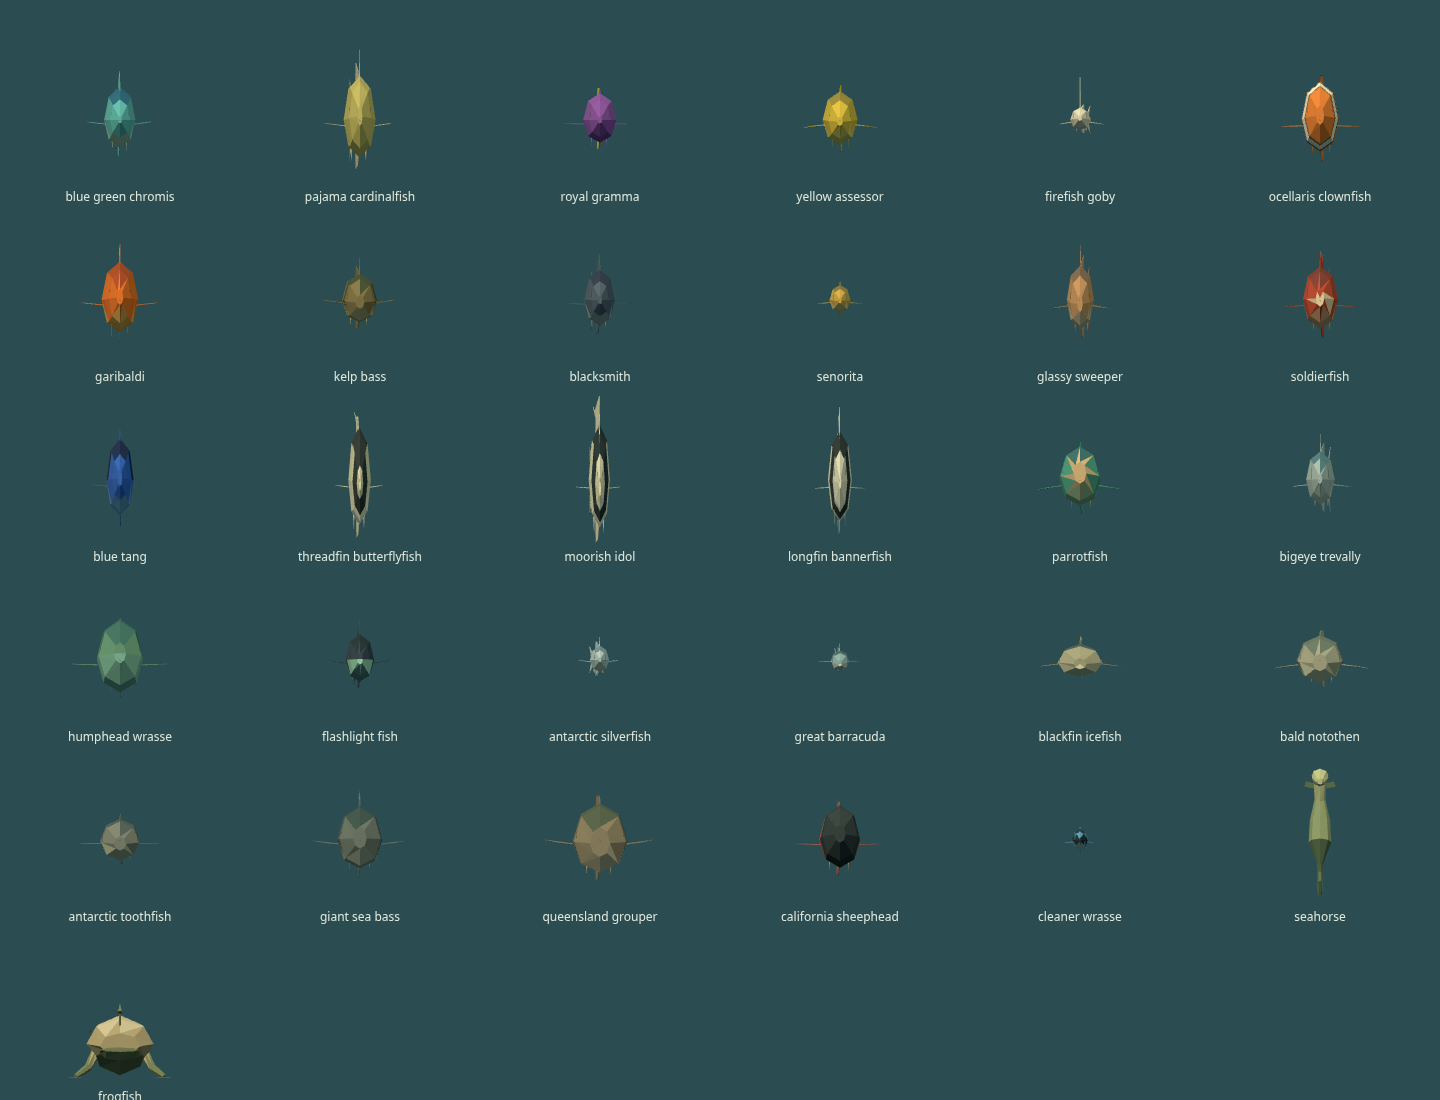 blue green chromis
pajama cardinalfish
royal gramma
yellow assessor
firefish goby
ocellaris clownfish
garibaldi
kelp bass
blacksmith
senorita
glassy sweeper
soldierfish
blue tang
threadfin butterflyfish
moorish idol
longfin bannerfish
parrotfish
bigeye trevally
humphead wrasse
flashlight fish
antarctic silverfish
great barracuda
blackfin icefish
bald notothen
antarctic toothfish
giant sea bass
queensland grouper
california sheephead
cleaner wrasse
seahorse
frogfish